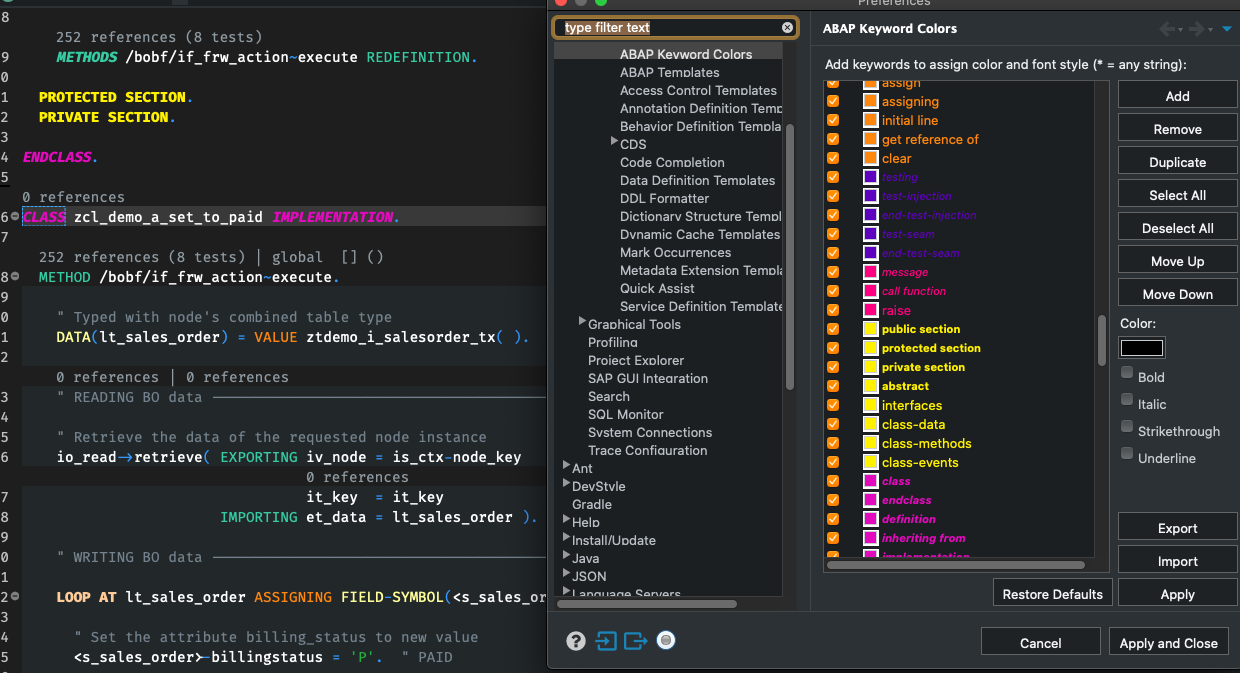 8
252 references (8 tests)
9 METHODS /bobf/if_frw_action~execute REDEFINITION.
0
1 PROTECTED SECTION.
2 PRIVATE SECTION.
3
4 ENDCLASS.
5
0 references
6 CLASS zcl_demo_a_set_to_paid IMPLEMENTATION.
7
252 references (8 tests) | global [] ()
8 METHOD /bobf/if_frw_action~execute.
9
0 " Typed with node's combined table type
1 DATA(lt_sales_order) = VALUE ztdemo_i_salesorder_tx( ).
2
0 references | 0 references
3 " READING BO data
4
5 " Retrieve the data of the requested node instance
6 io_read->retrieve( EXPORTING iv_node = is_ctx-node_key
0 references
7 it_key = it_key
8 IMPORTING et_data = lt_sales_order ).
9
0 " WRITING BO data
1
2 LOOP AT lt_sales_order ASSIGNING FIELD-SYMBOL(<s_sales_or
3
4 " Set the attribute billing_status to new value
5 <s_sales_order>-billingstatus = 'P'. " PAID
Preferences
type filter text
ABAP Keyword Colors
ABAP Templates
Access Control Templates
Annotation Definition Temp
Behavior Definition Templa
CDS
Code Completion
Data Definition Templates
DDL Formatter
Dictionary Structure Templ
Dynamic Cache Templates
Mark Occurrences
Metadata Extension Templa
Quick Assist
Service Definition Template
Graphical Tools
Profiling
Project Explorer
SAP GUI Integration
Search
SQL Monitor
System Connections
Trace Configuration
Ant
DevStyle
Gradle
Help
Install/Update
Java
JSON
Language Servers
ABAP Keyword Colors
Add keywords to assign color and font style (* = any string):
assign
assigning
initial line
get reference of
clear
testing
test-injection
end-test-injection
test-seam
end-test-seam
message
call function
raise
public section
protected section
private section
abstract
interfaces
class-data
class-methods
class-events
class
endclass
definition
inheriting from
implementation
Add
Remove
Duplicate
Select All
Deselect All
Move Up
Move Down
Color:
Bold
Italic
Strikethrough
Underline
Export
Import
Restore Defaults
Apply
?
Cancel
Apply and Close